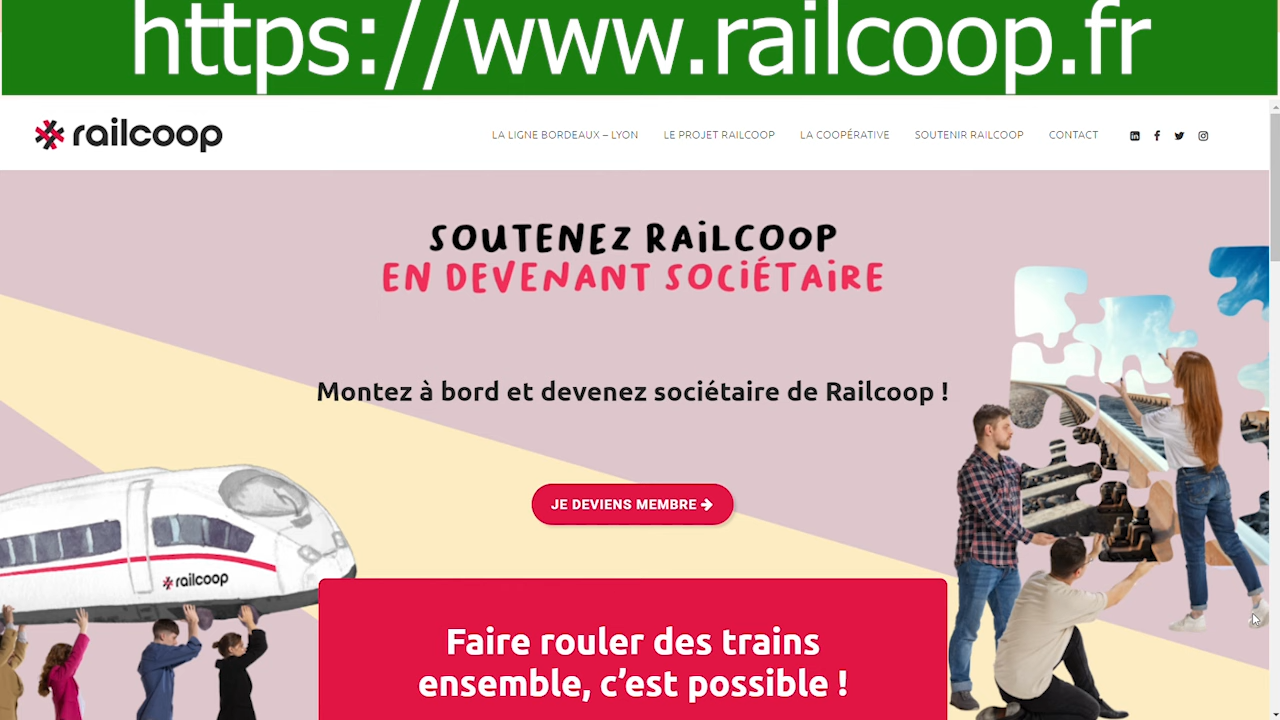 https://www.railcoop.fr
railcoop
LA LIGNE BORDEAUX – LYON
LE PROJET RAILCOOP
LA COOPÉRATIVE
SOUTENIR RAILCOOP
CONTACT
SOUTENEZ RAiLCOOP
EN DEVENANT SOCiÉTAiRE
Montez à bord et devenez sociétaire de Railcoop !
JE DEVIENS MEMBRE
railcoop
Faire rouler des trains
ensemble, c’est possible !